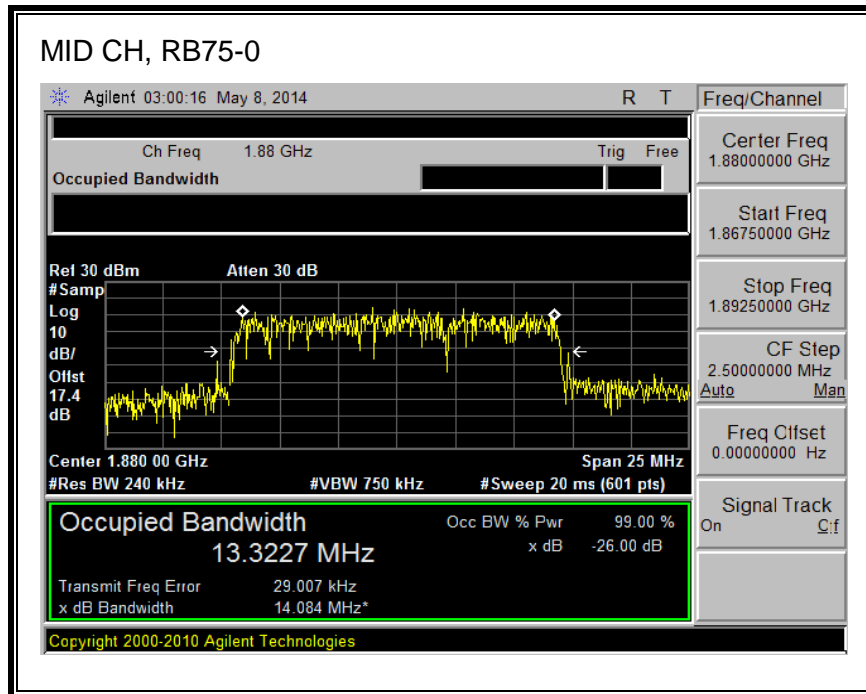 MID CH, RB75-0
Agilent 03:00:16 May 8, 2014 R T
Freq/Channel
Ch Freq 1.88 GHz Trig Free
Occupied Bandwidth
Center Freq
1.88000000 GHz
Start Freq
1.86750000 GHz
Stop Freq
1.89250000 GHz
CF Step
2.50000000 MHz
Auto Man
Freq Offset
0.00000000 Hz
Signal Track
On Off
Ref 30 dBm Atten 30 dB
#Samp
Log
10
dB/
Offst
17.4
dB
Center 1.880 00 GHz Span 25 MHz
#Res BW 240 kHz #VBW 750 kHz #Sweep 20 ms (601 pts)
Occupied Bandwidth
13.3227 MHz
Occ BW % Pwr 99.00 %
x dB -26.00 dB
Transmit Freq Error 29.007 kHz
x dB Bandwidth 14.084 MHz*
Copyright 2000-2010 Agilent Technologies